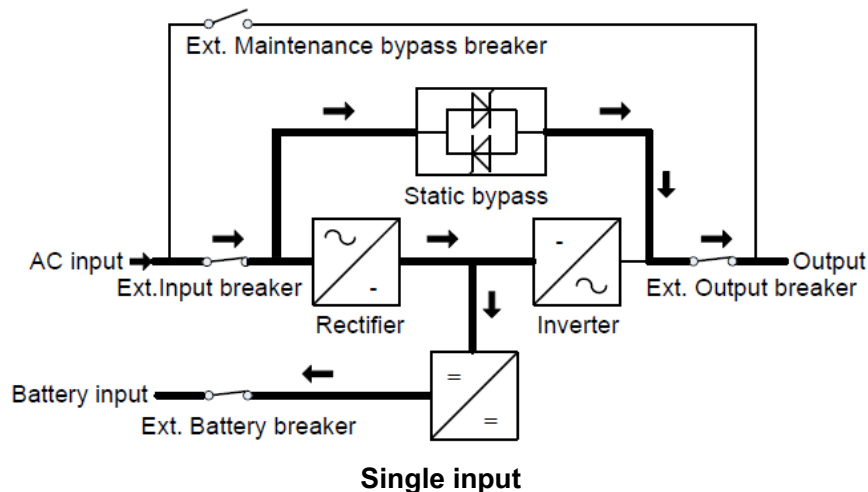 Ext. Maintenance bypass breaker
Static bypass
AC input
Output
Ext.Input breaker
Ext. Output breaker
-
-
Rectifier
Inverter
=
=
Battery input
Ext. Battery breaker
Single input